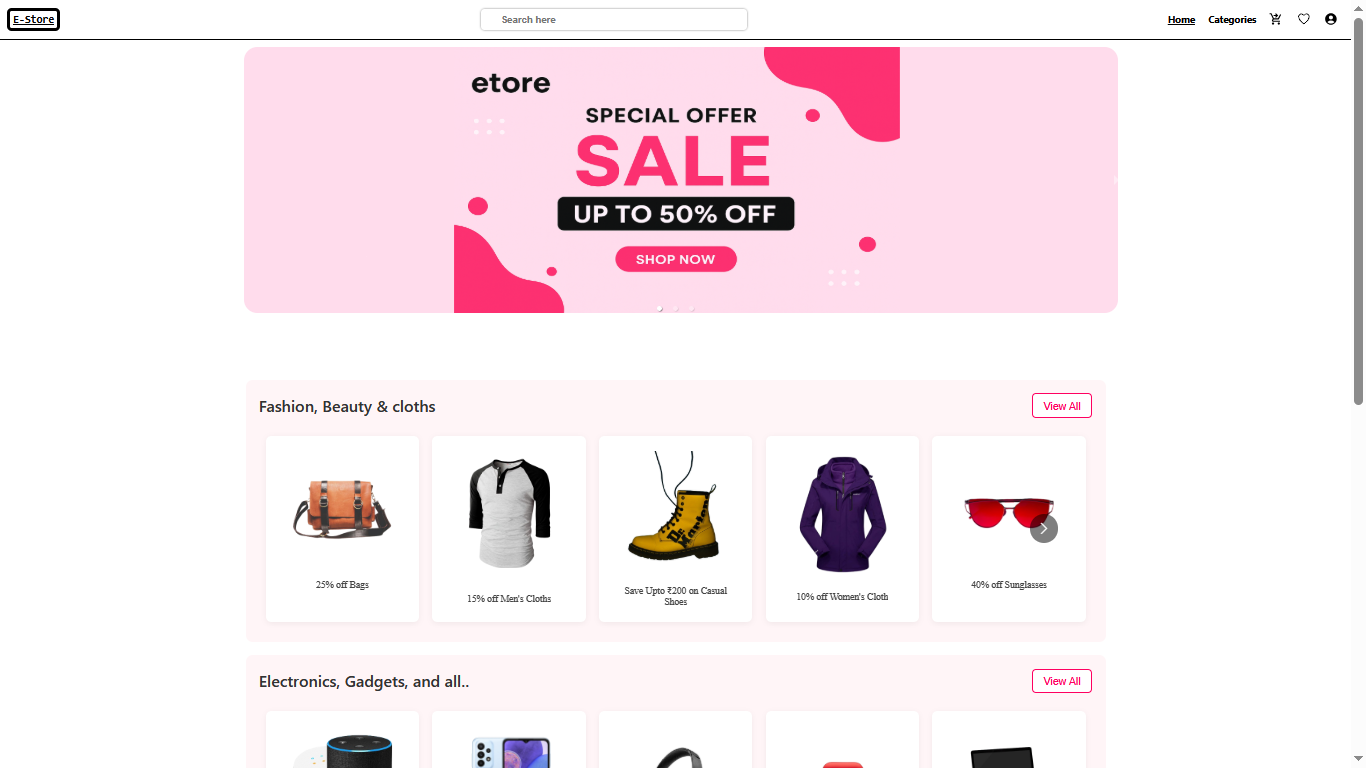 E-Store
Search here
Home
Categories
etore
SPECIAL OFFER
SALE
UP TO 50% OFF
SHOP NOW
Fashion, Beauty & cloths
View All
Dr.
Martens
25% off Bags
15% off Men's Cloths
Save Upto ₹200 on Casual
Shoes
10% off Women's Cloth
40% off Sunglasses
Electronics, Gadgets, and all..
View All